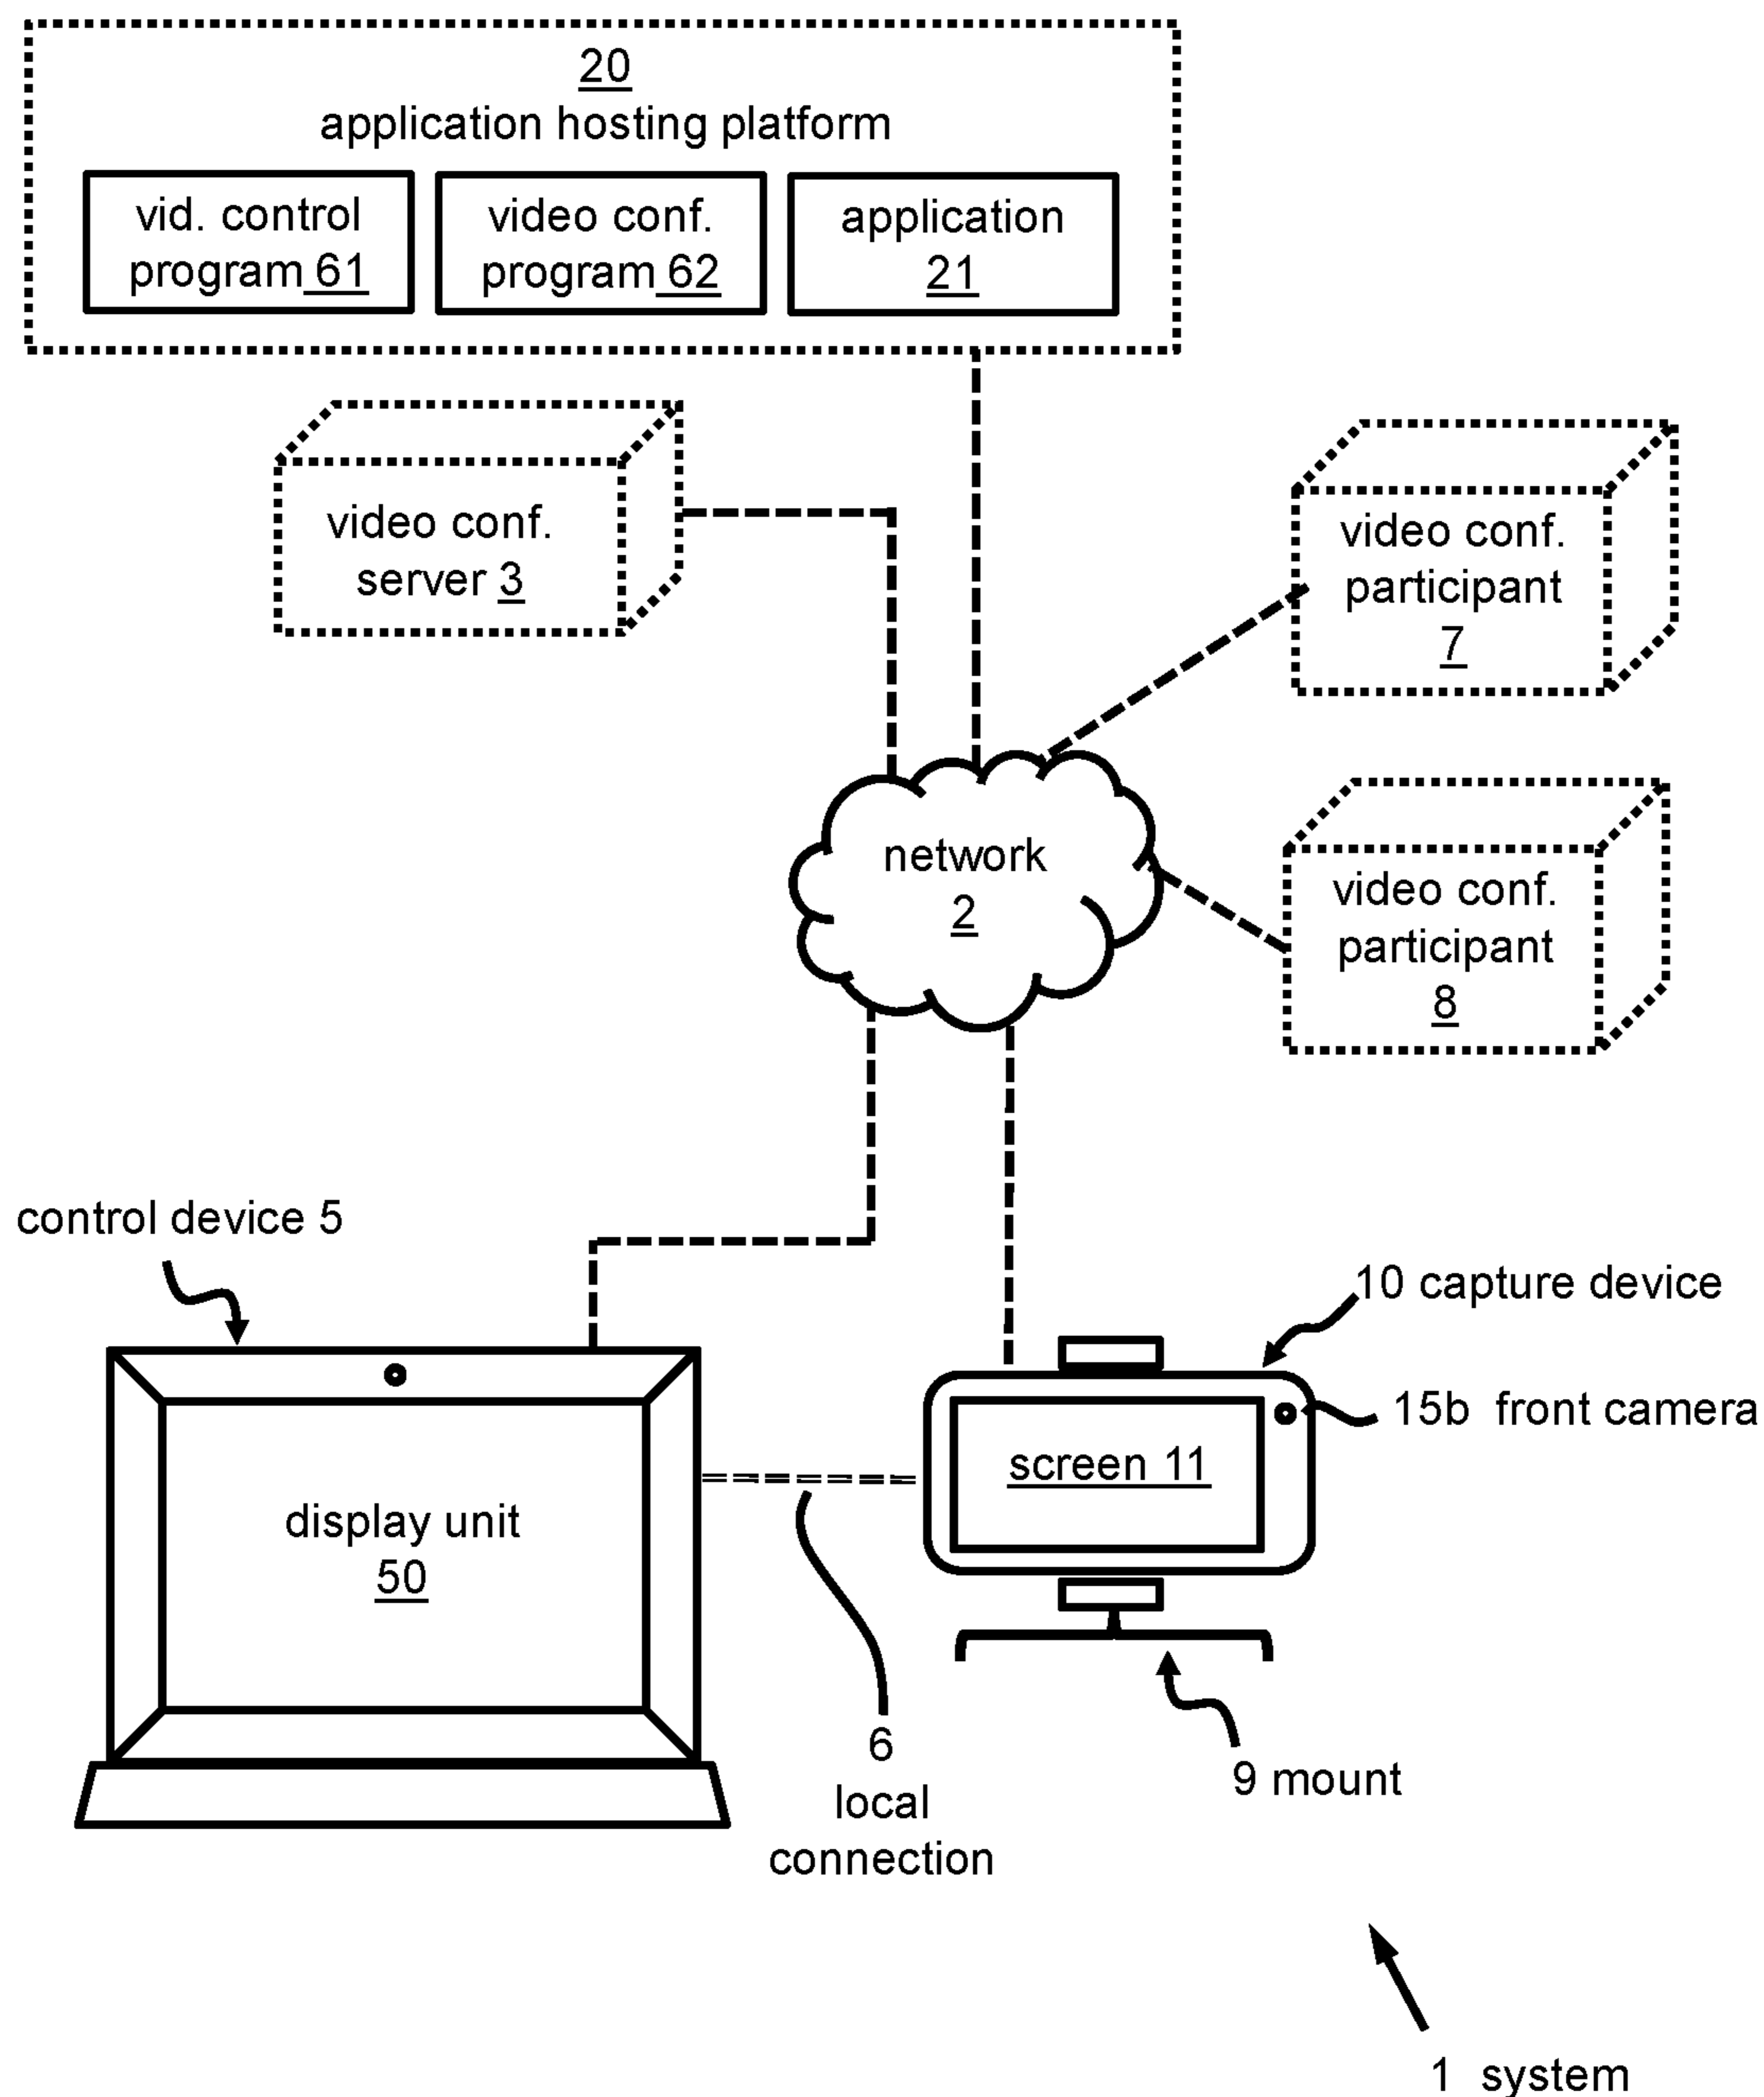 20
application hosting platform
vid. control
program 61
video conf.
program 62
application
21
video conf.
server 3
video conf.
participant
7
network
2
video conf.
participant
8
control device 5
10 capture device
15b front camera
screen 11
display unit
50
6
local
connection
9 mount
1 system